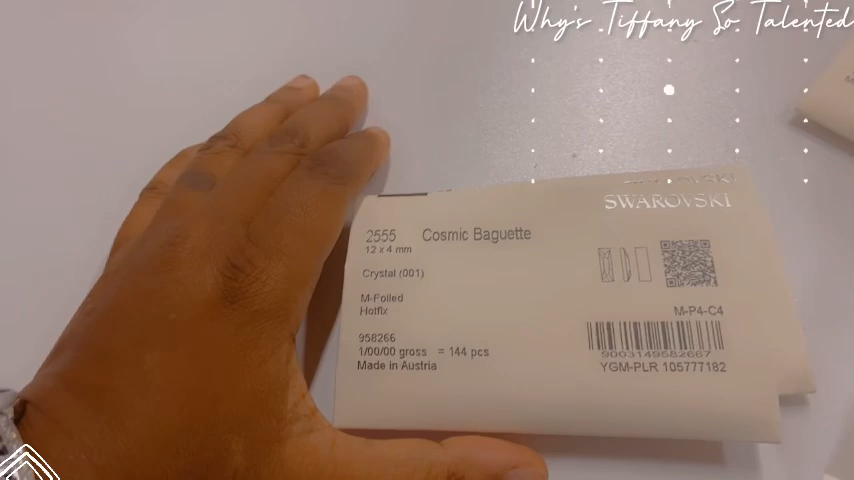 Why's Tiffany So Talented
SWAROVSKI
2555 Cosmic Baguette
12 x 4 mm
Crystal (001)
M-Foiled
Hotfix
M-P4-C4
958266
1/00/00 gross = 144 pcs
Made in Austria
9003149582667
YGM-PLR 105777182